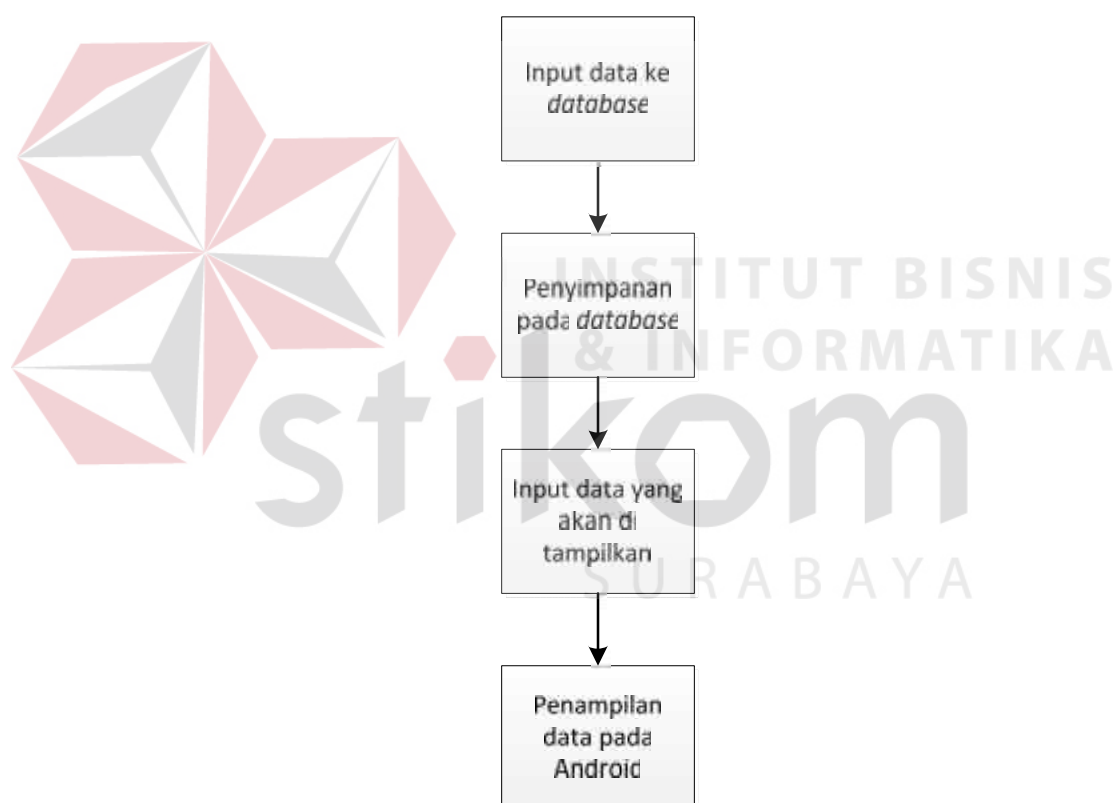 Input data ke
database
Penyimpanan
pada database
Input data yang
akan di
tampilkan
Penampilan
data pada
Android
INSTITUT BISNIS
& INFORMATIKA
stikom
SURABAYA